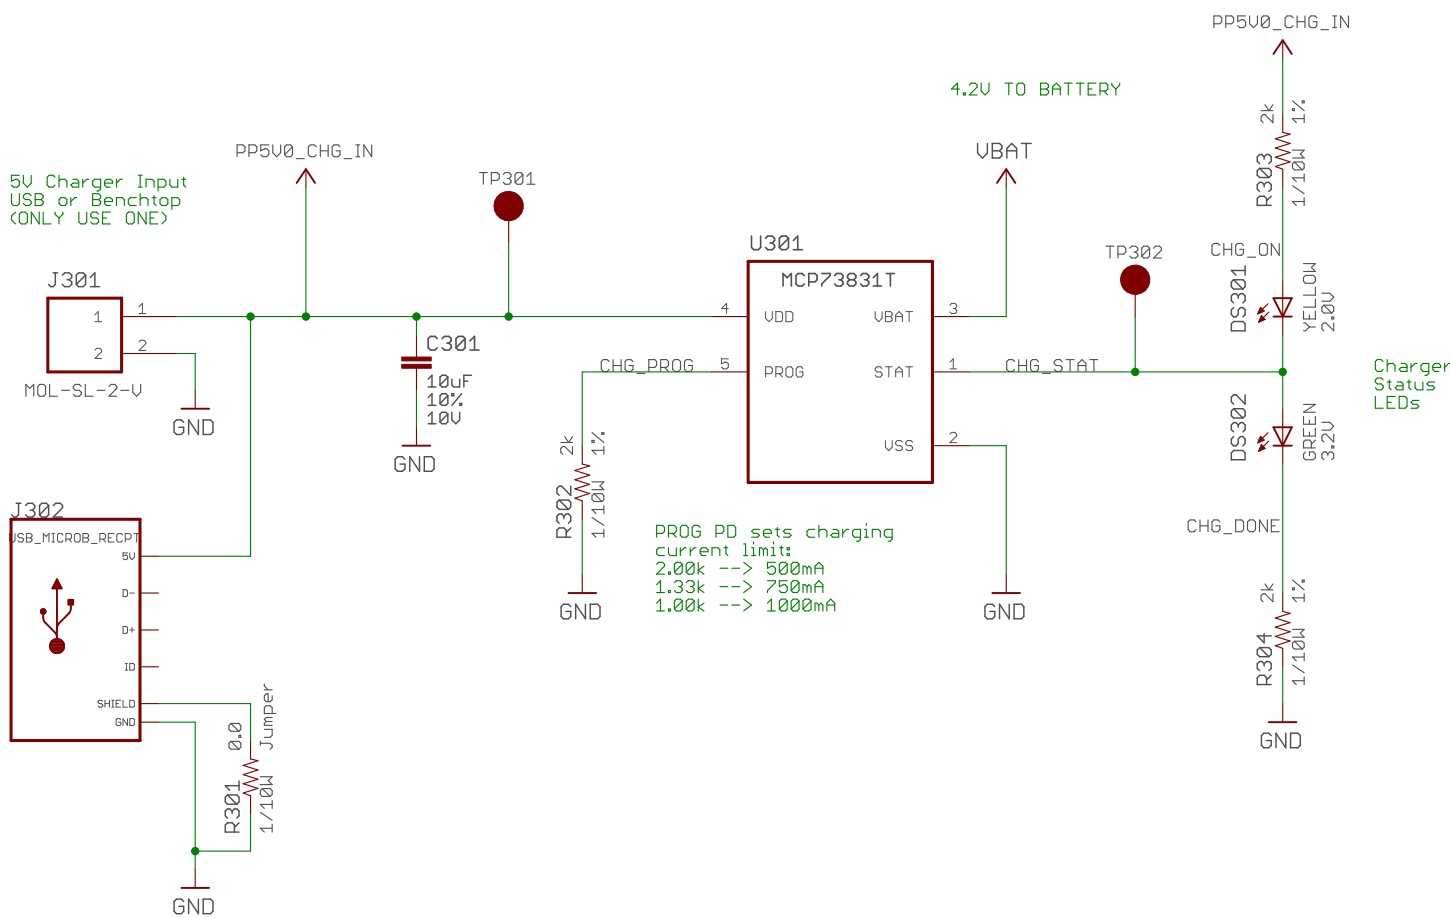 PP5V0_CHG_IN
4.2V TO BATTERY
2k
1%
R303
1/10W
PP5V0_CHG_IN
VBAT
5V Charger Input
USB or Benchtop
(ONLY USE ONE)
TP301
U301
MCP73831T
TP302
CHG_ON
DS301
YELLOW
2.0V
J301
1
1
2
2
MOL-SL-2-V
GND
C301
10uF
10%
10V
GND
4
VDD
VBAT
3
CHG_PROG
5
PROG
STAT
1
CHG_STAT
VSS
2
Charger
Status
LEDs
DS302
GREEN
3.2V
2k
1%
R302
1/10W
GND
PROG PD sets charging
current limit:
2.00k --> 500mA
1.33k --> 750mA
1.00k --> 1000mA
GND
CHG_DONE
2k
1%
R304
1/10W
GND
J302
USB_MICROB_RECPT
5V
D-
D+
ID
SHIELD
GND
0.0
Jumper
R301
1/10W
GND